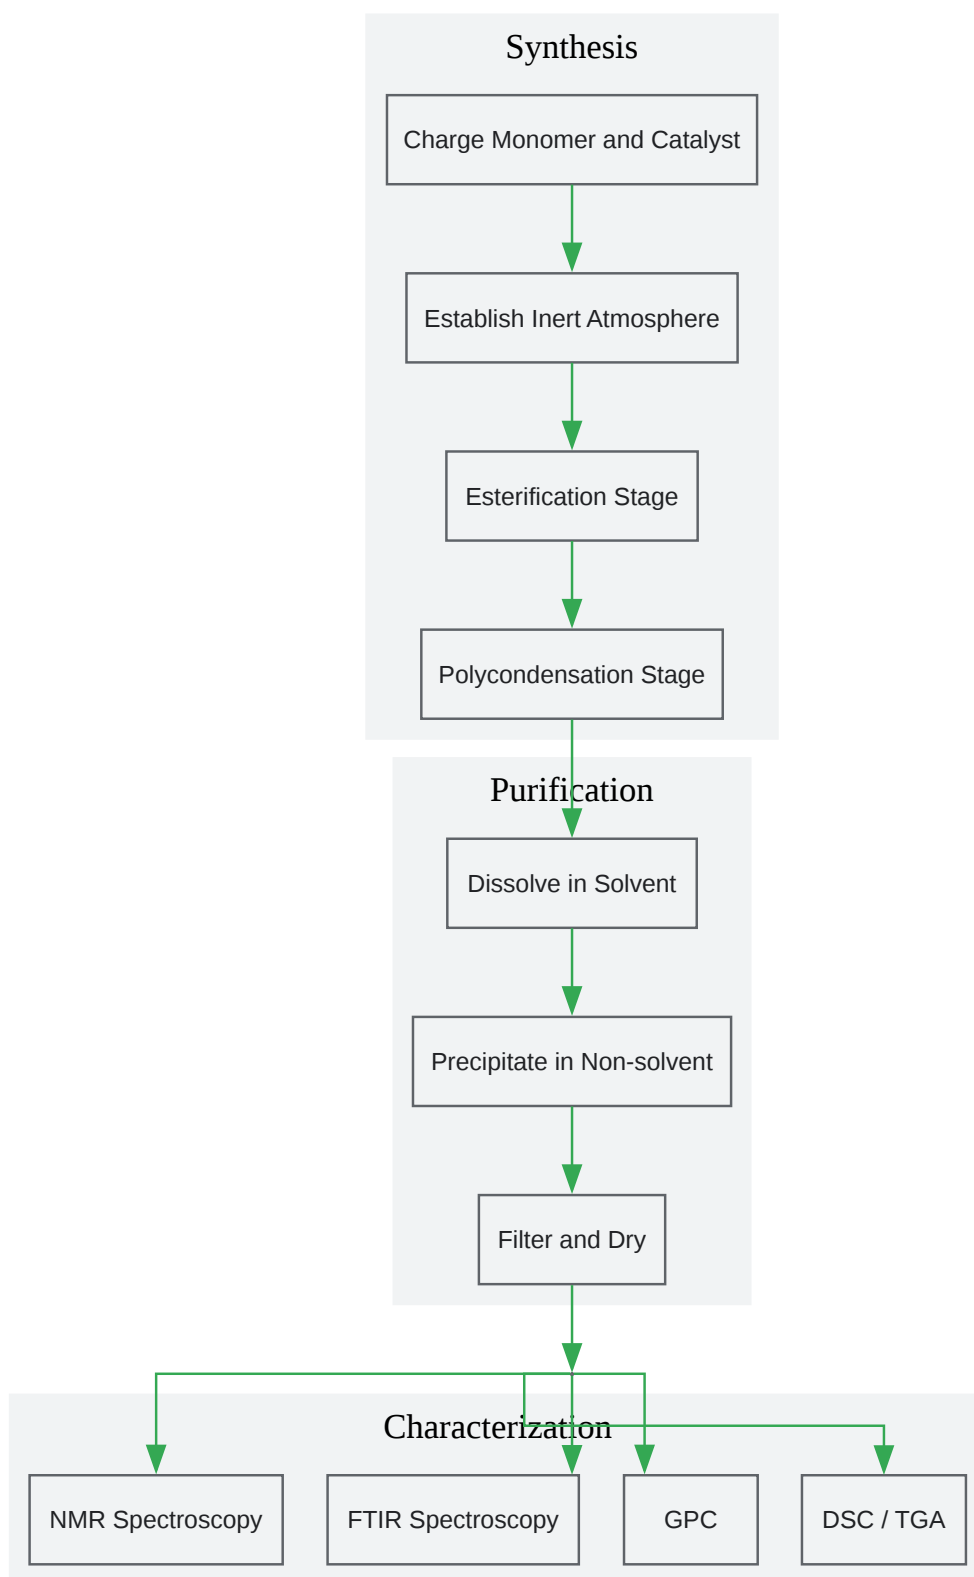 Synthesis
Charge Monomer and Catalyst
Establish Inert Atmosphere
Esterification Stage
Polycondensation Stage
Purification
Dissolve in Solvent
Precipitate in Non-solvent
Filter and Dry
Characterization
NMR Spectroscopy
FTIR Spectroscopy
GPC
DSC / TGA